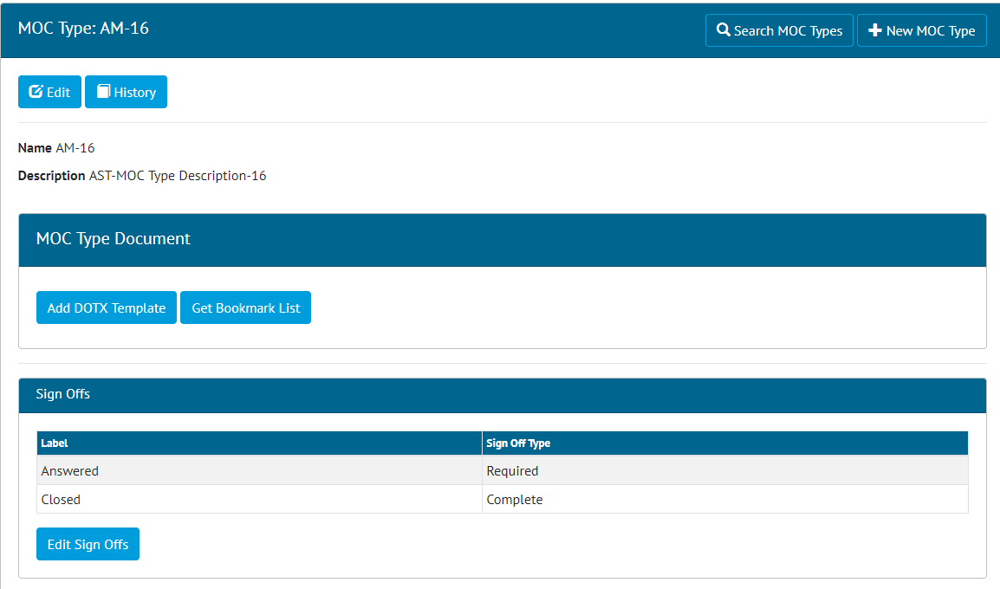 MOC Type: AM-16
Search MOC Types
New MOC Type
Edit
History
Name AM-16
Description AST-MOC Type Description-16
MOC Type Document
Add DOTX Template
Get Bookmark List
Sign Offs
Label Sign Off Type
Answered Required
Closed Complete
Edit Sign Offs